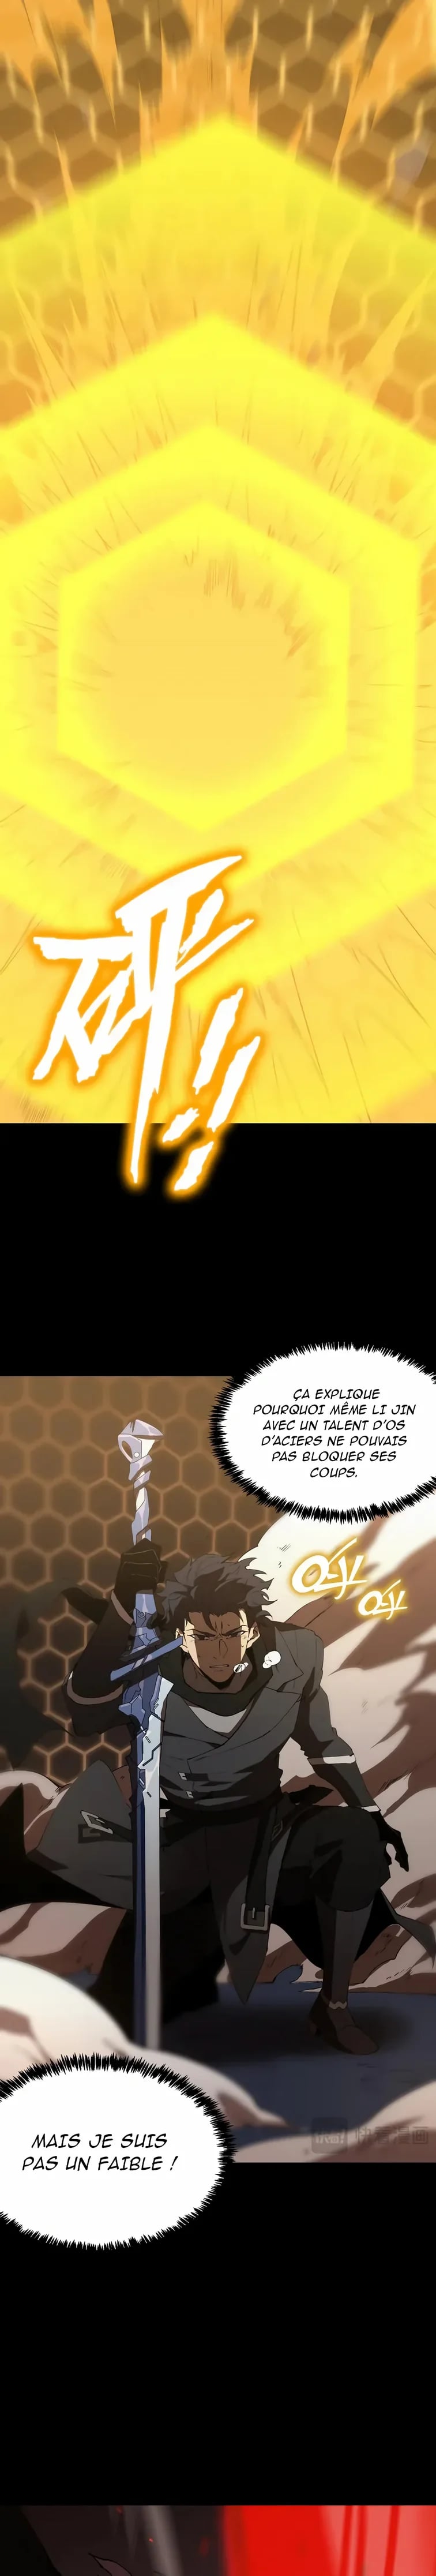 砰!!
ÇA EXPLIQUE
POURQUOI MÊME LI JIN
AVEC UN TALENT D'OS
D'ACIERS NE POUVAIS
PAS BLOQUER SES
COUPS.
MAIS JE SUIS
PAS UN FAIBLE !